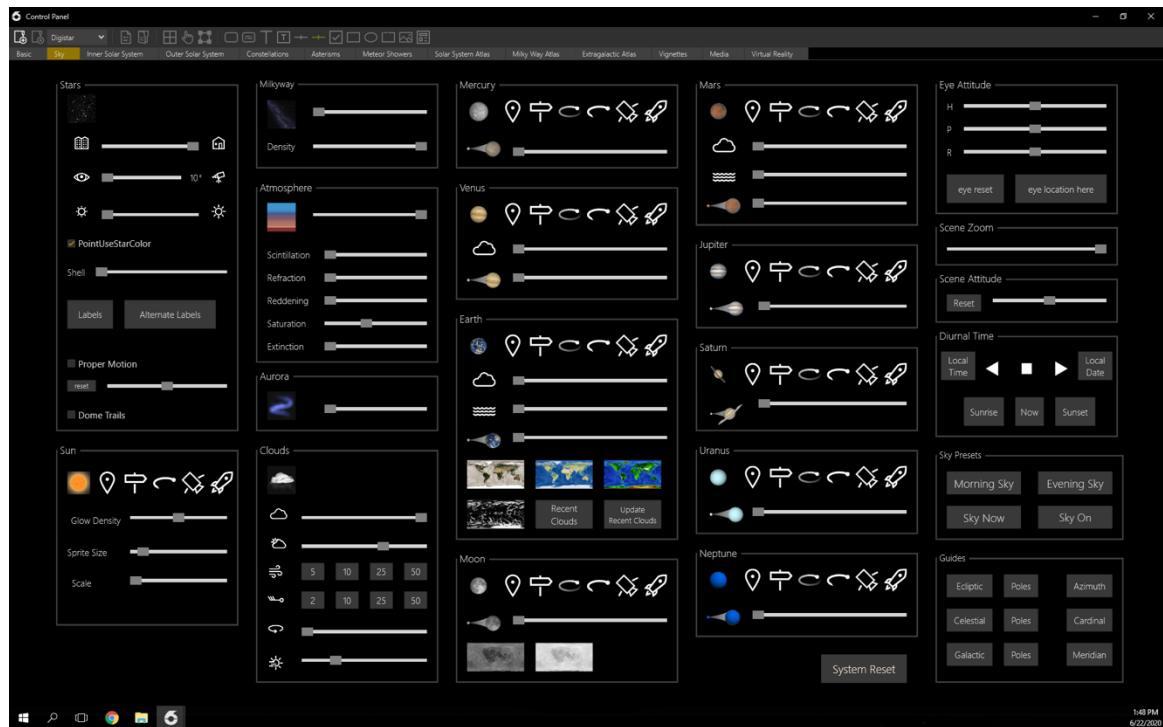 Control Panel
Digistar
Basic Sky Inner Solar System Outer Solar System Constellations Asterisms Meteor Showers Solar System Atlas Milky Way Atlas Extragalactic Atlas Vignettes Media Virtual Reality
Stars
10°
PointUseStarColor
Shell
Labels Alternate Labels
Proper Motion
reset
Dome Trails
Sun
Glow Density
Sprite Size
Scale
Milkyway
Density
Atmosphere
Scintillation
Refraction
Reddening
Saturation
Extinction
Aurora
Clouds
5 10 25 50
2 10 25 50
Mercury
Venus
Earth
Recent
Clouds
Update
Recent Clouds
Moon
Mars
Jupiter
Saturn
Uranus
Neptune
System Reset
Eye Attitude
H
P
R
eye reset eye location here
Scene Zoom
Scene Attitude
Reset
Diurnal Time
Local
Time
Local
Date
Sunrise Now Sunset
Sky Presets
Morning Sky Evening Sky
Sky Now Sky On
Guides
Ecliptic Poles Azimuth
Celestial Poles Cardinal
Galactic Poles Meridian
1:48 PM
6/22/2020